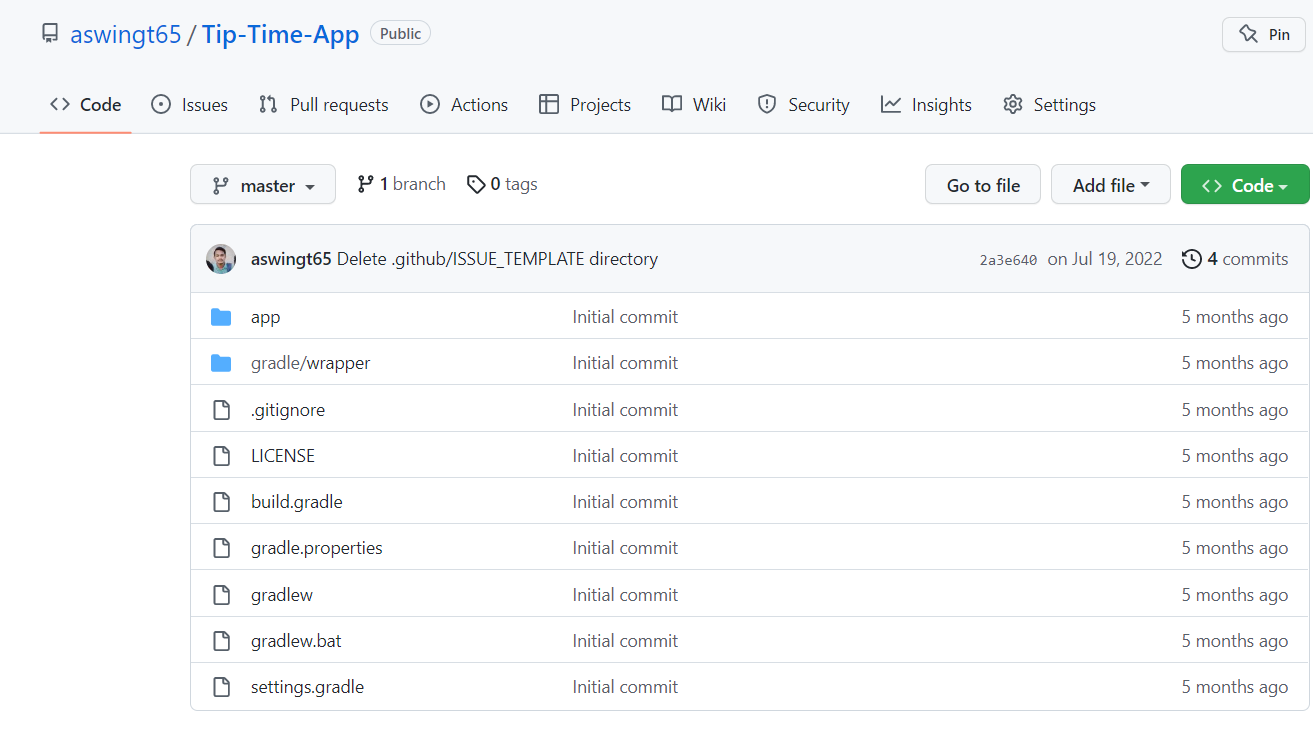 aswingt65 / Tip-Time-App Public Pin
Code Issues Pull requests Actions Projects Wiki Security Insights Settings
master 1 branch 0 tags Go to file Add file Code
aswingt65 Delete .github/ISSUE_TEMPLATE directory 2a3e640 on Jul 19, 2022 4 commits
app Initial commit 5 months ago
gradle/wrapper Initial commit 5 months ago
.gitignore Initial commit 5 months ago
LICENSE Initial commit 5 months ago
build.gradle Initial commit 5 months ago
gradle.properties Initial commit 5 months ago
gradlew Initial commit 5 months ago
gradlew.bat Initial commit 5 months ago
settings.gradle Initial commit 5 months ago